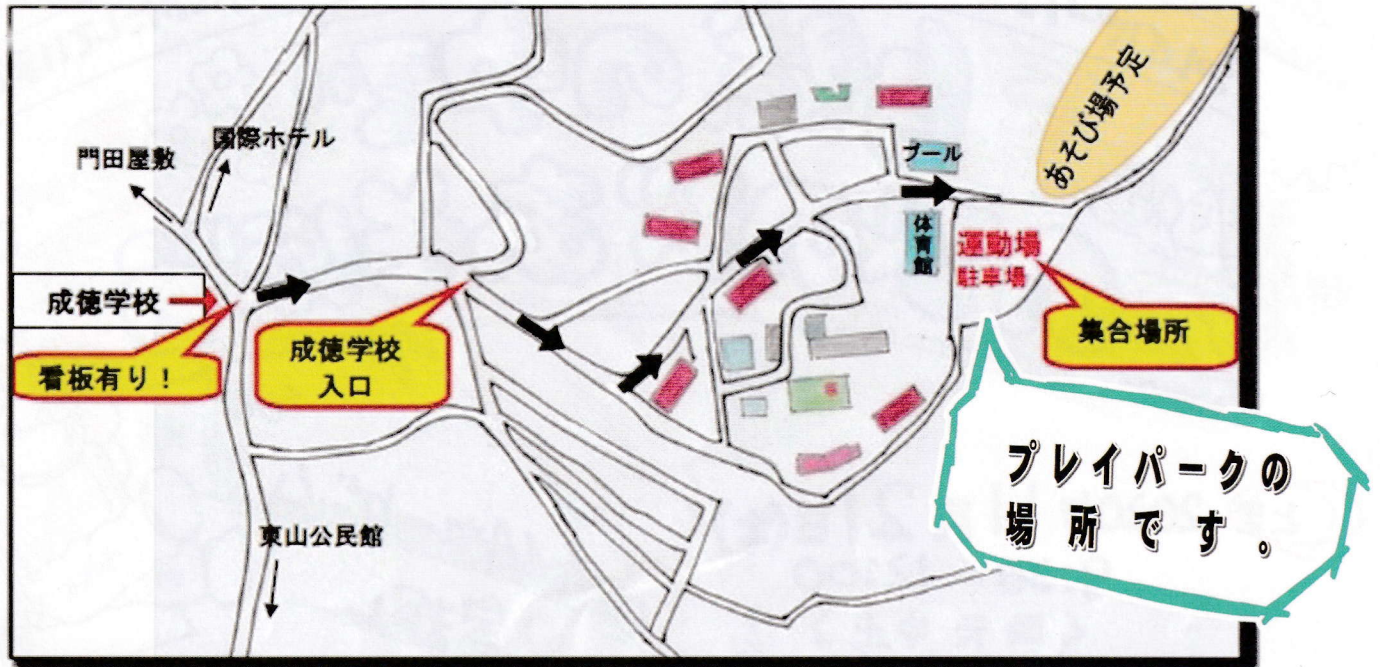 国際ホテル
門田屋敷
あそび場予定
プール
体育館
運動場
駐車場
成徳学校
看板有り！
成徳学校
入口
集合場所
プレイパークの
場所です。
東山公民館